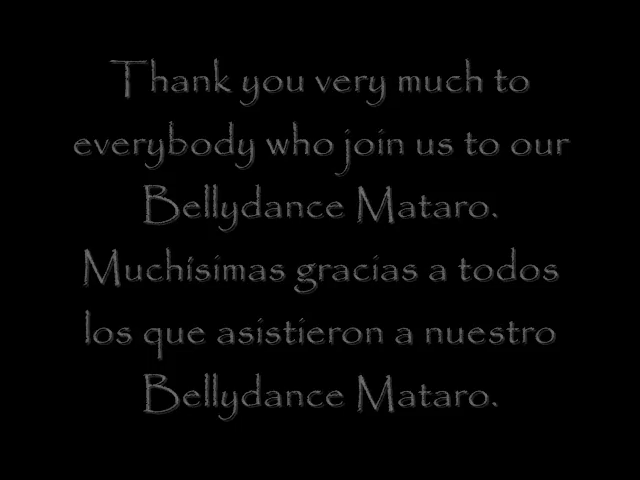 Thank you very much to
everybody who join us to our
Bellydance Mataro.
Muchísimas gracias a todos
los que asistieron a nuestro
Bellydance Mataro.